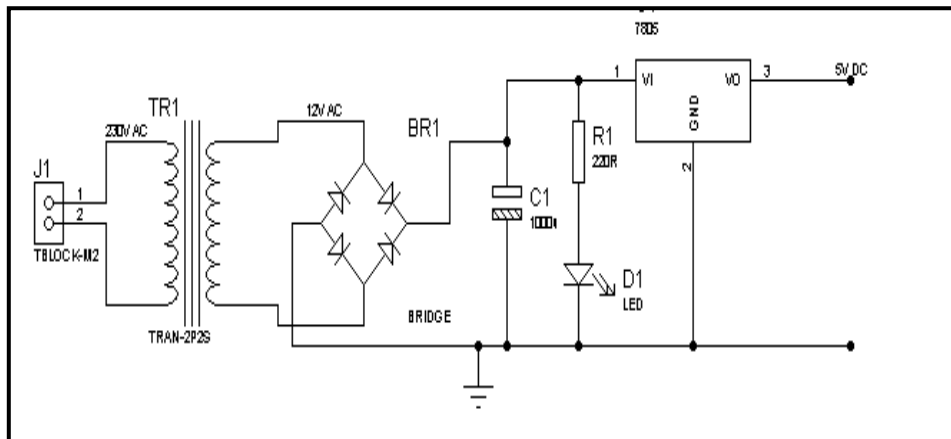 7805
1
VI
VO
3
5V DC
GND
2
TR1
230V AC
12V AC
BR1
R1
220R
J1
1
2
C1
1000u
TBLOCK-M2
D1
LED
BRIDGE
TRAN-2P2S